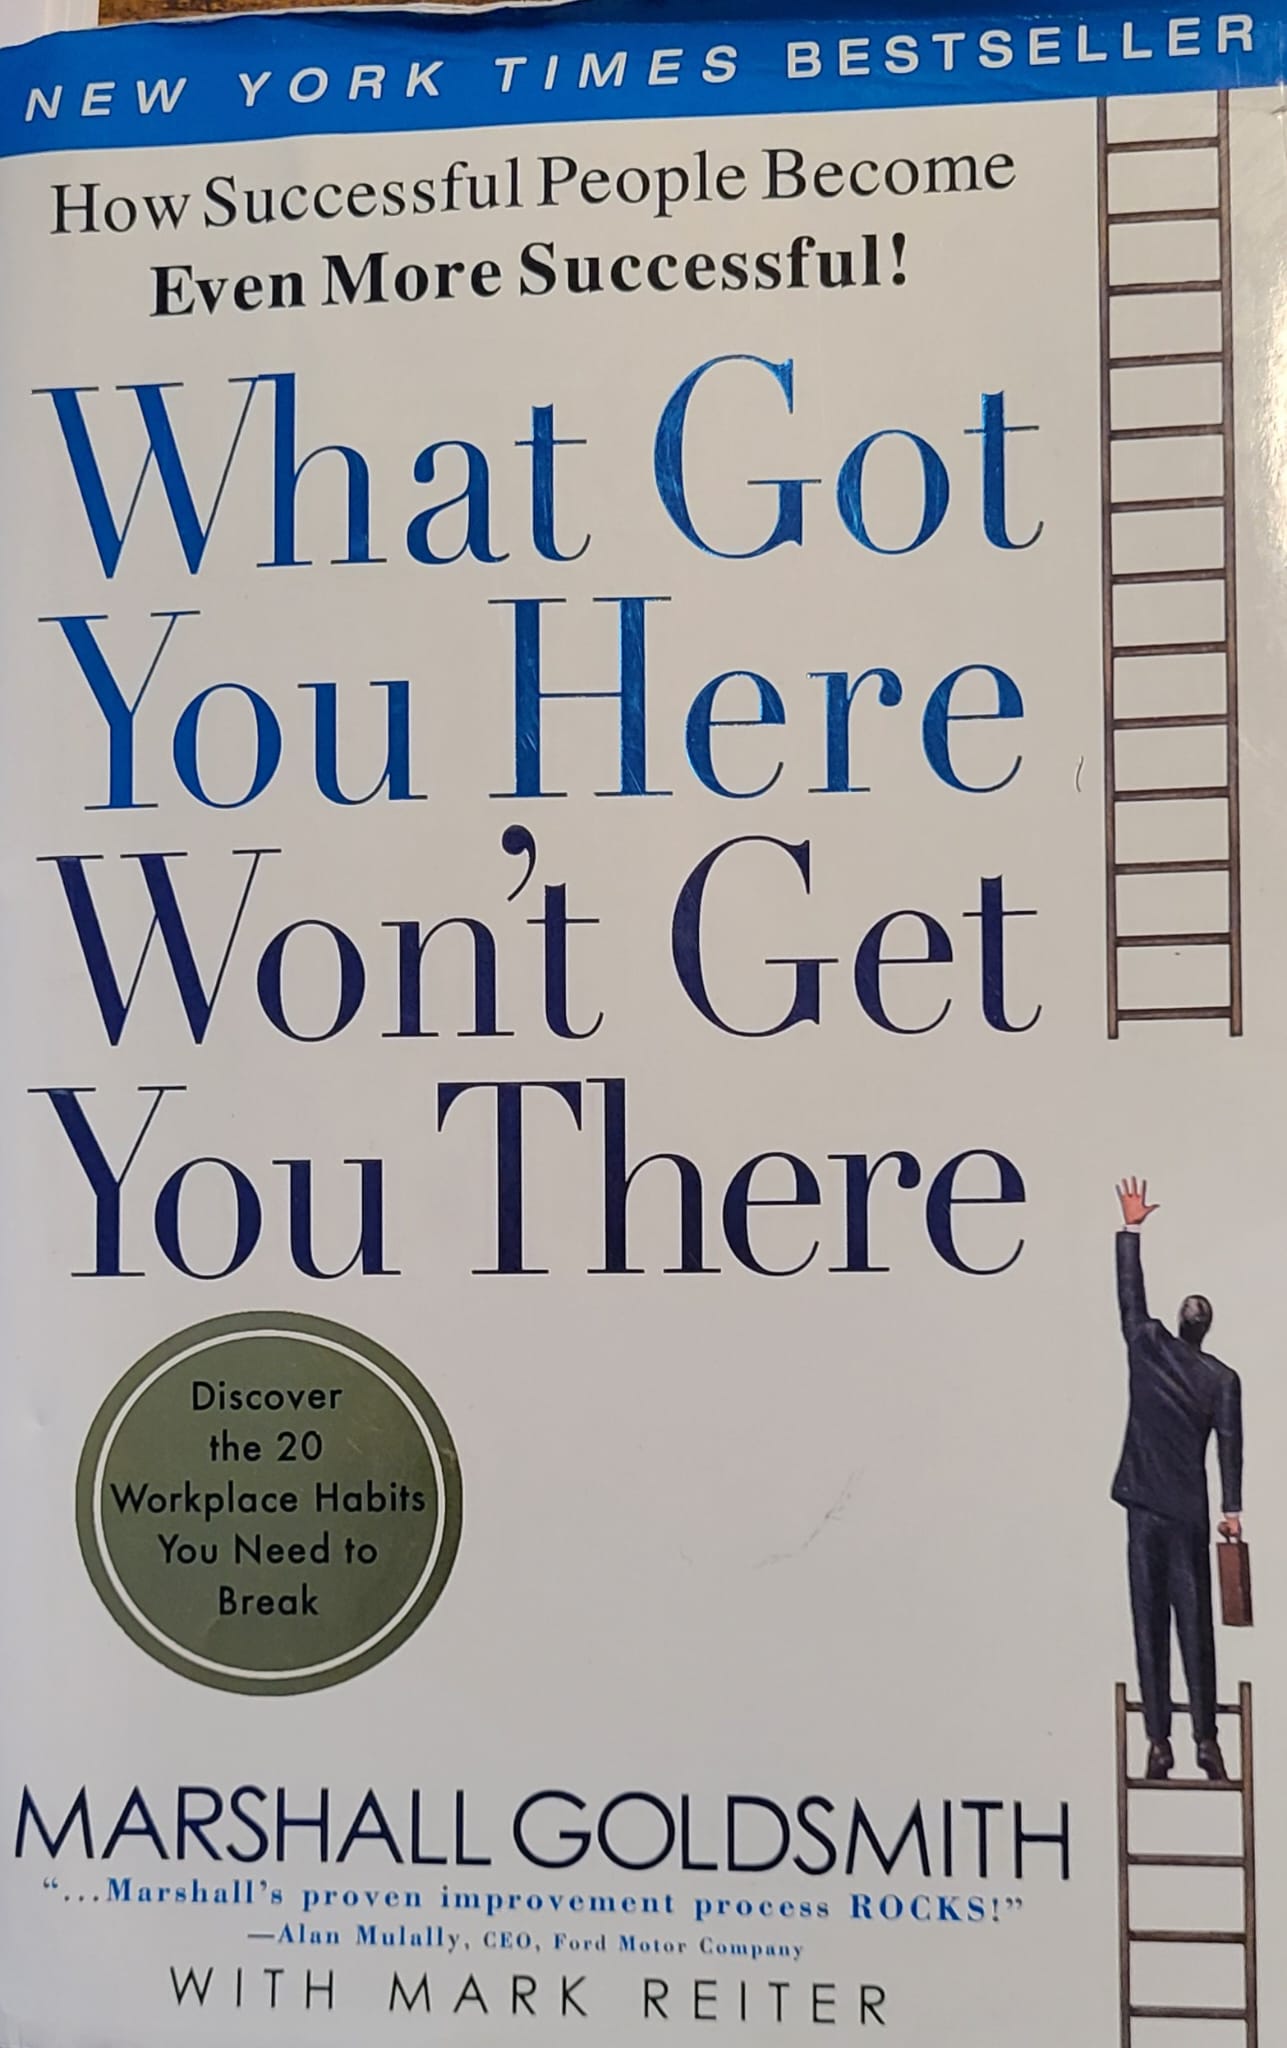 NEW YORK TIMES BESTSELLER
How Successful People Become
Even More Successful!
What Got
You Here
Won't Get
You There
Discover
the 20
Workplace Habits
You Need to
Break
MARSHALL GOLDSMITH
“...Marshall’s proven improvement process ROCKS!”
—Alan Mulally, CEO, Ford Motor Company
WITH MARK REITER